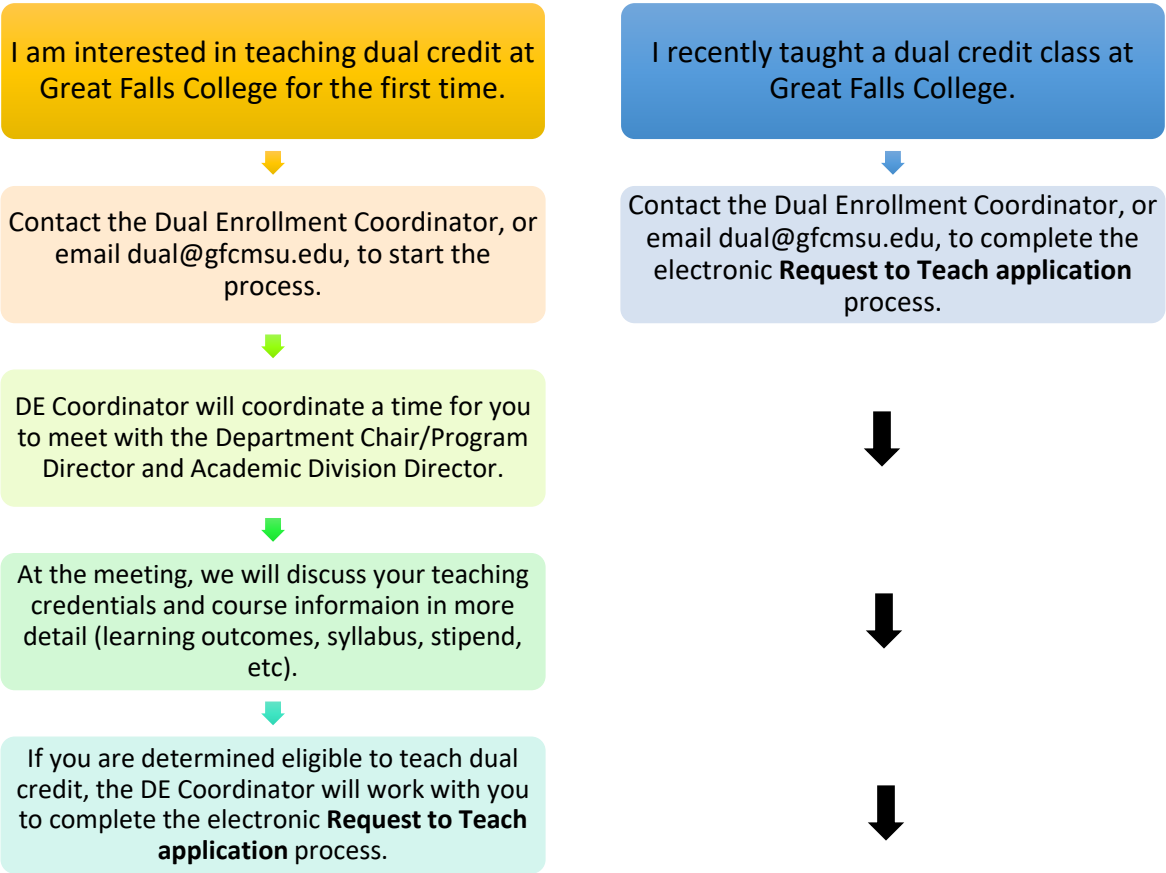 I am interested in teaching dual credit at
Great Falls College for the first time.
Contact the Dual Enrollment Coordinator, or
email dual@gfcmsu.edu, to start the
process.
DE Coordinator will coordinate a time for you
to meet with the Department Chair/Program
Director and Academic Division Director.
At the meeting, we will discuss your teaching
credentials and course informaion in more
detail (learning outcomes, syllabus, stipend,
etc).
If you are determined eligible to teach dual
credit, the DE Coordinator will work with you
to complete the electronic Request to Teach
application process.
I recently taught a dual credit class at
Great Falls College.
Contact the Dual Enrollment Coordinator, or
email dual@gfcmsu.edu, to complete the
electronic Request to Teach application
process.